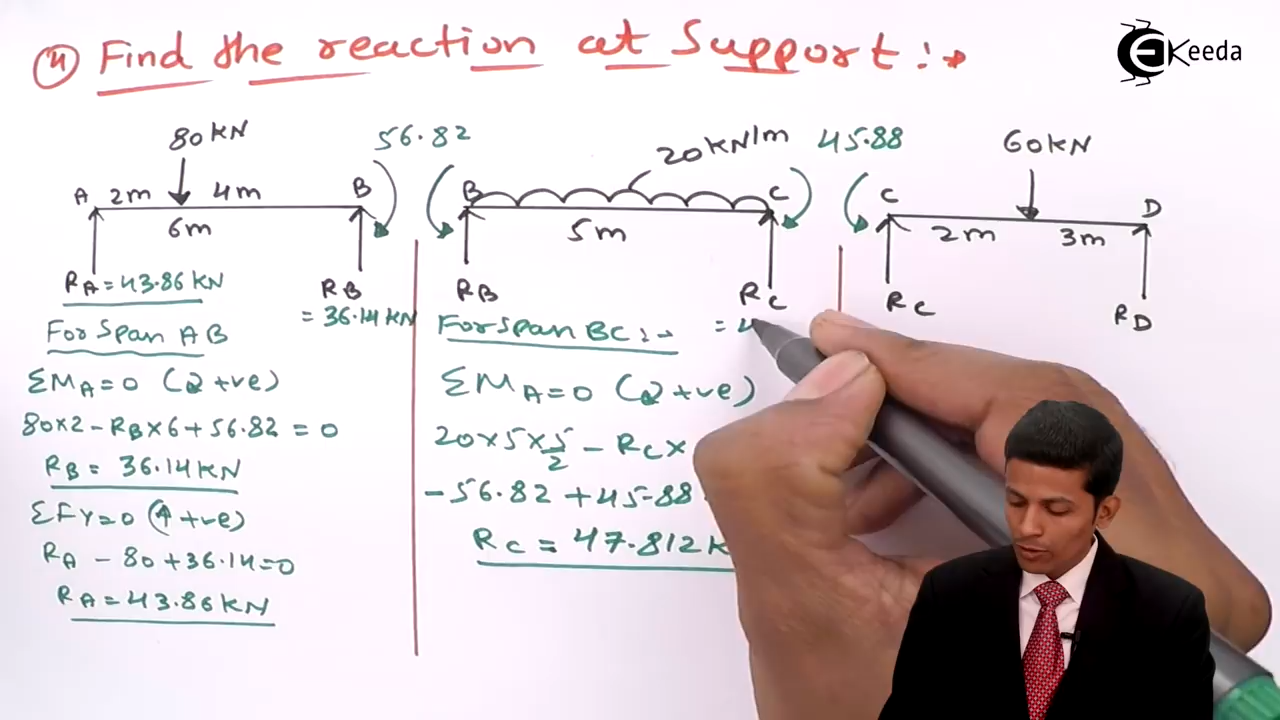 4) Find the reaction at Support :→
EKeeda
80 kN
56.82
20 kN/m
45.88
60 kN
A 2m 4m B
B C
C D
6m
5m
2m 3m
RA = 43.86 kN
RB
= 36.14 kN
RB
RC
RC
RD
For Span AB
ΣMA=0 (↻ +ve)
80×2 - RB×6 + 56.82 = 0
RB = 36.14 kN
ΣFy=0 (↑ +ve)
RA - 80 + 36.14 = 0
RA = 43.86 kN
For span BC :→
ΣMA=0 (↻ +ve)
20×5×5/2 - RC×
-56.82 + 45.88
RC = 47.812 k